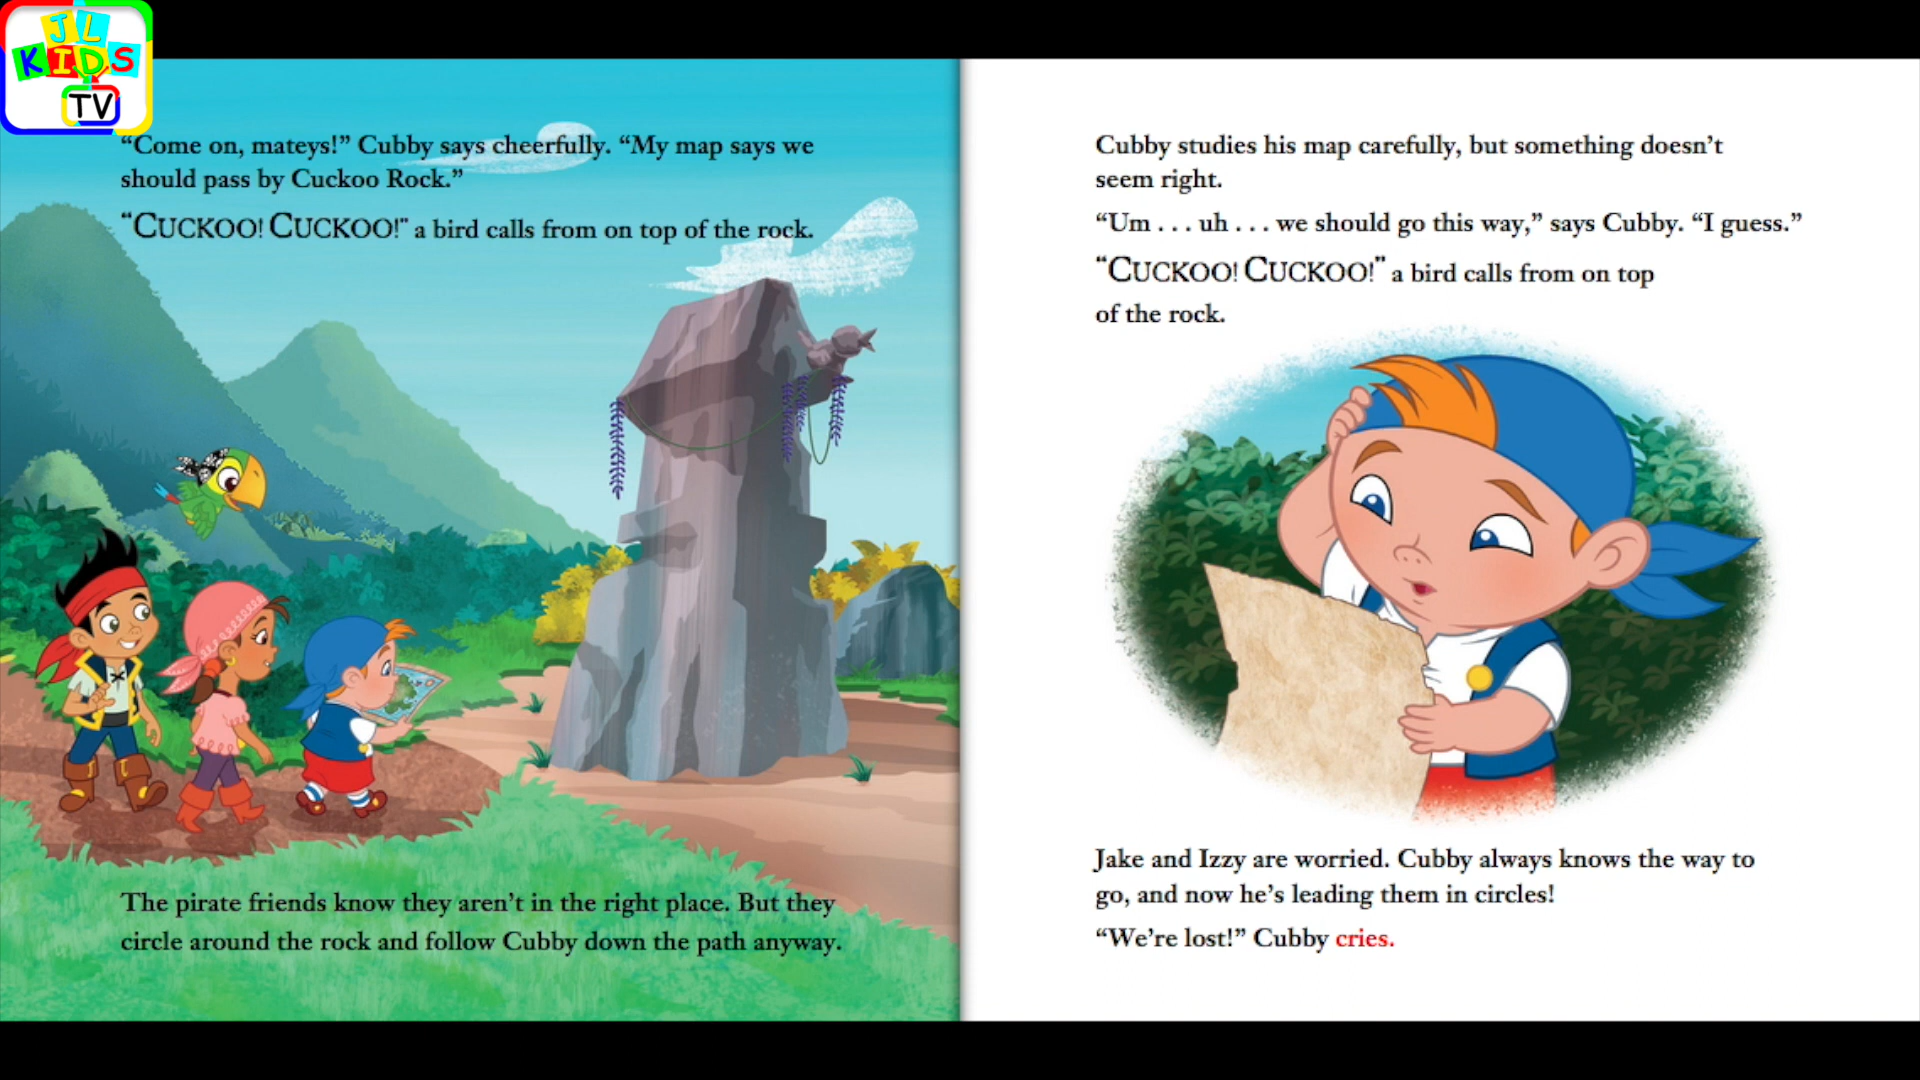 JL
KIDS
TV
“Come on, mateys!” Cubby says cheerfully. “My map says we
should pass by Cuckoo Rock.”
“CUCKOO! CUCKOO!” a bird calls from on top of the rock.
The pirate friends know they aren’t in the right place. But they
circle around the rock and follow Cubby down the path anyway.
Cubby studies his map carefully, but something doesn’t
seem right.
“Um . . . uh . . . we should go this way,” says Cubby. “I guess.”
“CUCKOO! CUCKOO!” a bird calls from on top
of the rock.
Jake and Izzy are worried. Cubby always knows the way to
go, and now he’s leading them in circles!
“We’re lost!” Cubby cries.